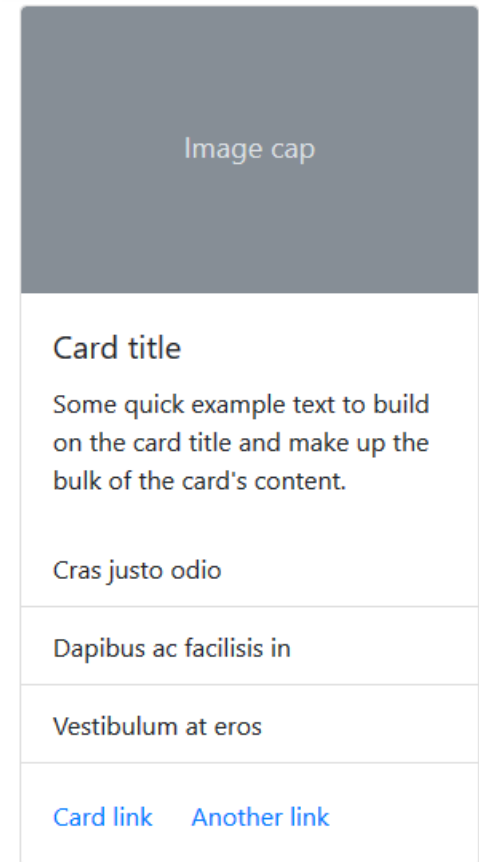 Image cap
Card title
Some quick example text to build
on the card title and make up the
bulk of the card's content.
Cras justo odio
Dapibus ac facilisis in
Vestibulum at eros
Card link Another link